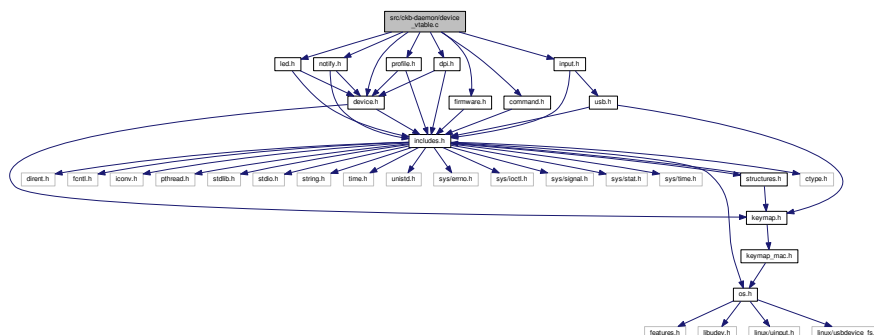 src/ckb-daemon/device
_vtable.c
led.h
notify.h
profile.h
dpi.h
input.h
device.h
firmware.h
command.h
usb.h
includes.h
dirent.h
fcntl.h
iconv.h
pthread.h
stdlib.h
stdio.h
string.h
time.h
unistd.h
sys/errno.h
sys/ioctl.h
sys/signal.h
sys/stat.h
sys/time.h
structures.h
ctype.h
keymap.h
keymap_mac.h
os.h
features.h
libudev.h
linux/uinput.h
linux/usbdevice_fs.